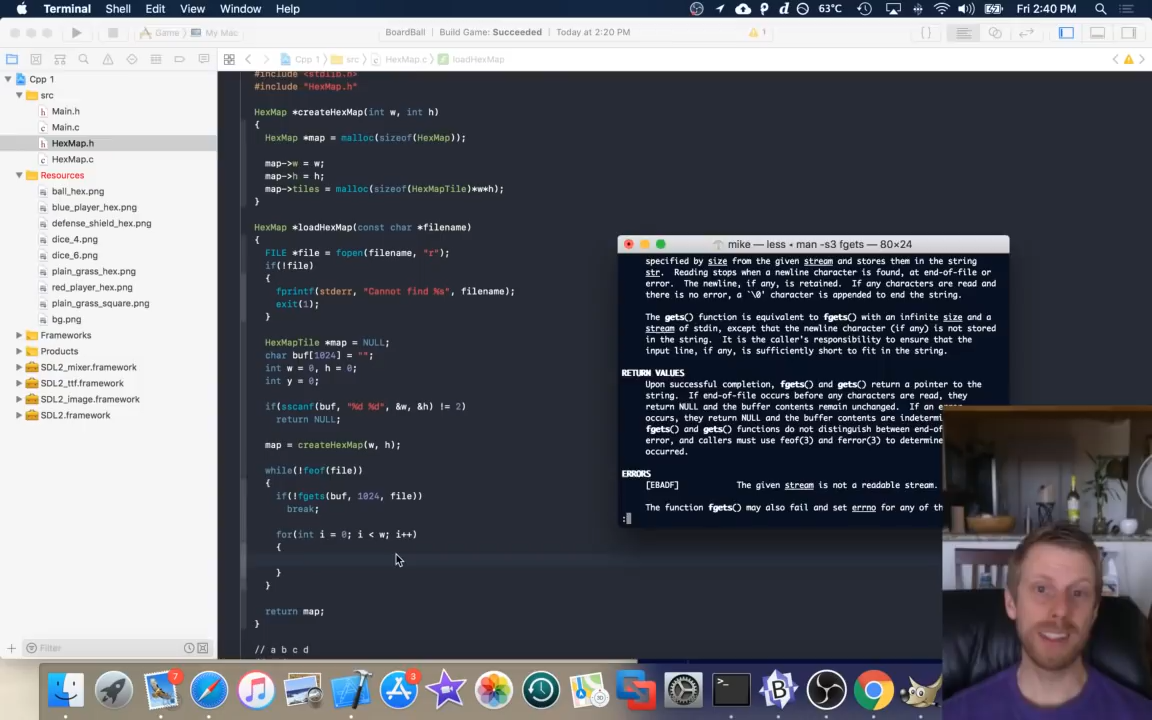 Terminal Shell Edit View Window Help 63°C Fri 2:40 PM
Game My Mac BoardBall Build Game: Succeeded Today at 2:20 PM 1
Cpp 1 src HexMap.c loadHexMap
Cpp 1
src
Main.h
Main.c
HexMap.h
HexMap.c
Resources
ball_hex.png
blue_player_hex.png
defense_shield_hex.png
dice_4.png
dice_6.png
plain_grass_hex.png
red_player_hex.png
plain_grass_square.png
bg.png
Frameworks
Products
SDL2_mixer.framework
SDL2_ttf.framework
SDL2_image.framework
SDL2.framework
Filter
#include <stdlib.h>
#include "HexMap.h"
HexMap *createHexMap(int w, int h)
{
HexMap *map = malloc(sizeof(HexMap));
map->w = w;
map->h = h;
map->tiles = malloc(sizeof(HexMapTile)*w*h);
}
HexMap *loadHexMap(const char *filename)
{
FILE *file = fopen(filename, "r");
if(!file)
{
fprintf(stderr, "Cannot find %s", filename);
exit(1);
}
HexMapTile *map = NULL;
char buf[1024] = "";
int w = 0, h = 0;
int y = 0;
if(sscanf(buf, "%d %d", &w, &h) != 2)
return NULL;
map = createHexMap(w, h);
while(!feof(file))
{
if(!fgets(buf, 1024, file))
break;
for(int i = 0; i < w; i++)
{
}
}
return map;
}
// a b c d
mike — less • man -s3 fgets — 80×24
specified by size from the given stream and stores them in the string
str. Reading stops when a newline character is found, at end-of-file or
error. The newline, if any, is retained. If any characters are read and
there is no error, a `\0' character is appended to end the string.
The gets() function is equivalent to fgets() with an infinite size and a
stream of stdin, except that the newline character (if any) is not stored
in the string. It is the caller's responsibility to ensure that the
input line, if any, is sufficiently short to fit in the string.
RETURN VALUES
Upon successful completion, fgets() and gets() return a pointer to the
string. If end-of-file occurs before any characters are read, they
return NULL and the buffer contents remain unchanged. If an
occurs, they return NULL and the buffer contents are
fgets() and gets() functions do not distinguish between
error, and callers must use feof(3) and ferror(3) to
occurred.
ERRORS
[EBADF] The given stream is not a readable stream.
The function fgets() may also fail and set errno for any of
:
7
3